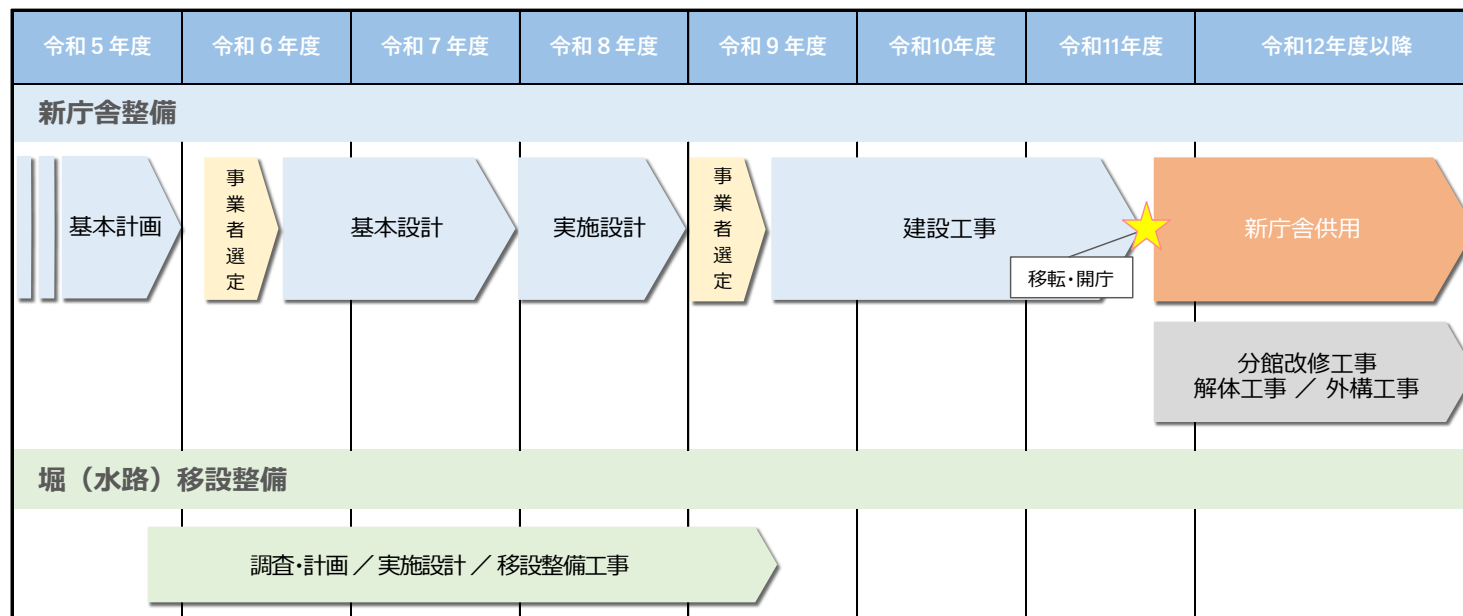 令和５年度
令和６年度
令和７年度
令和８年度
令和９年度
令和10年度
令和11年度
令和12年度以降
新庁舎整備
基本計画
事業者選定
基本設計
実施設計
事業者選定
建設工事
移転・開庁
新庁舎供用
分館改修工事
解体工事 ／ 外構工事
堀（水路）移設整備
調査・計画 ／ 実施設計 ／ 移設整備工事